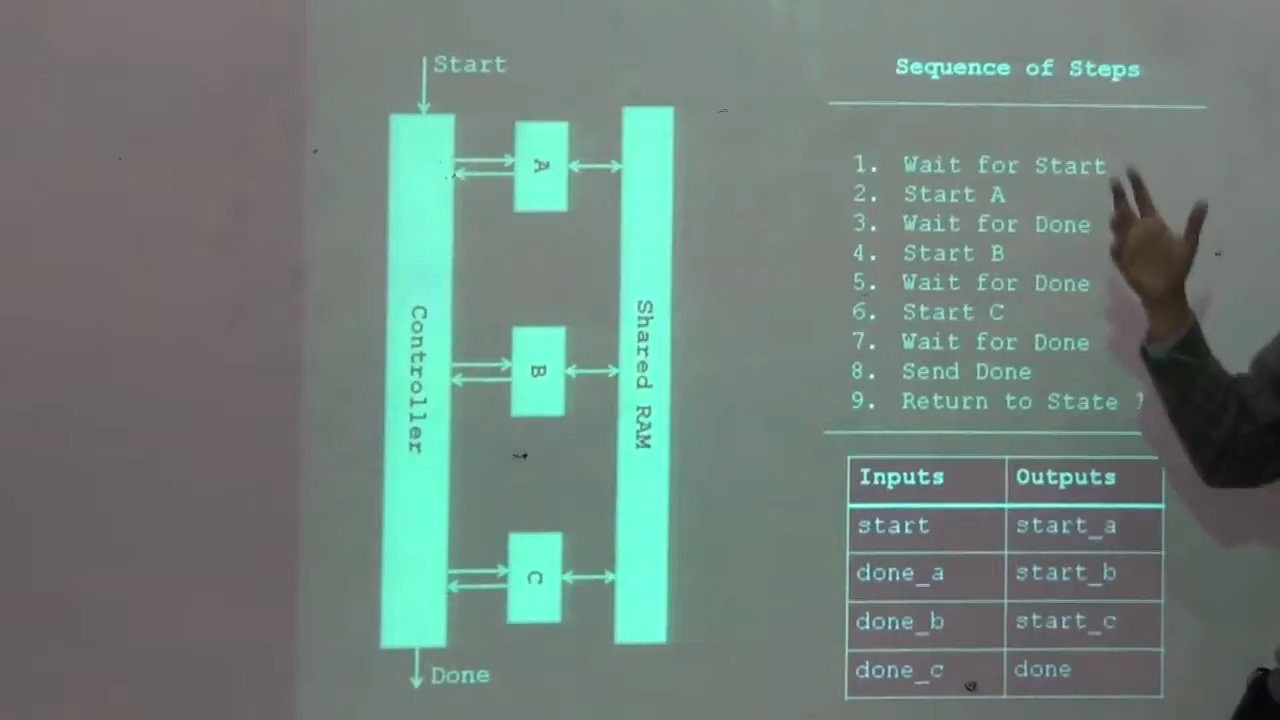 Start
A
B
C
Controller
Shared RAM
Done
Sequence of Steps
1. Wait for Start
2. Start A
3. Wait for Done
4. Start B
5. Wait for Done
6. Start C
7. Wait for Done
8. Send Done
9. Return to State 1
Inputs Outputs
start start_a
done_a start_b
done_b start_c
done_c done